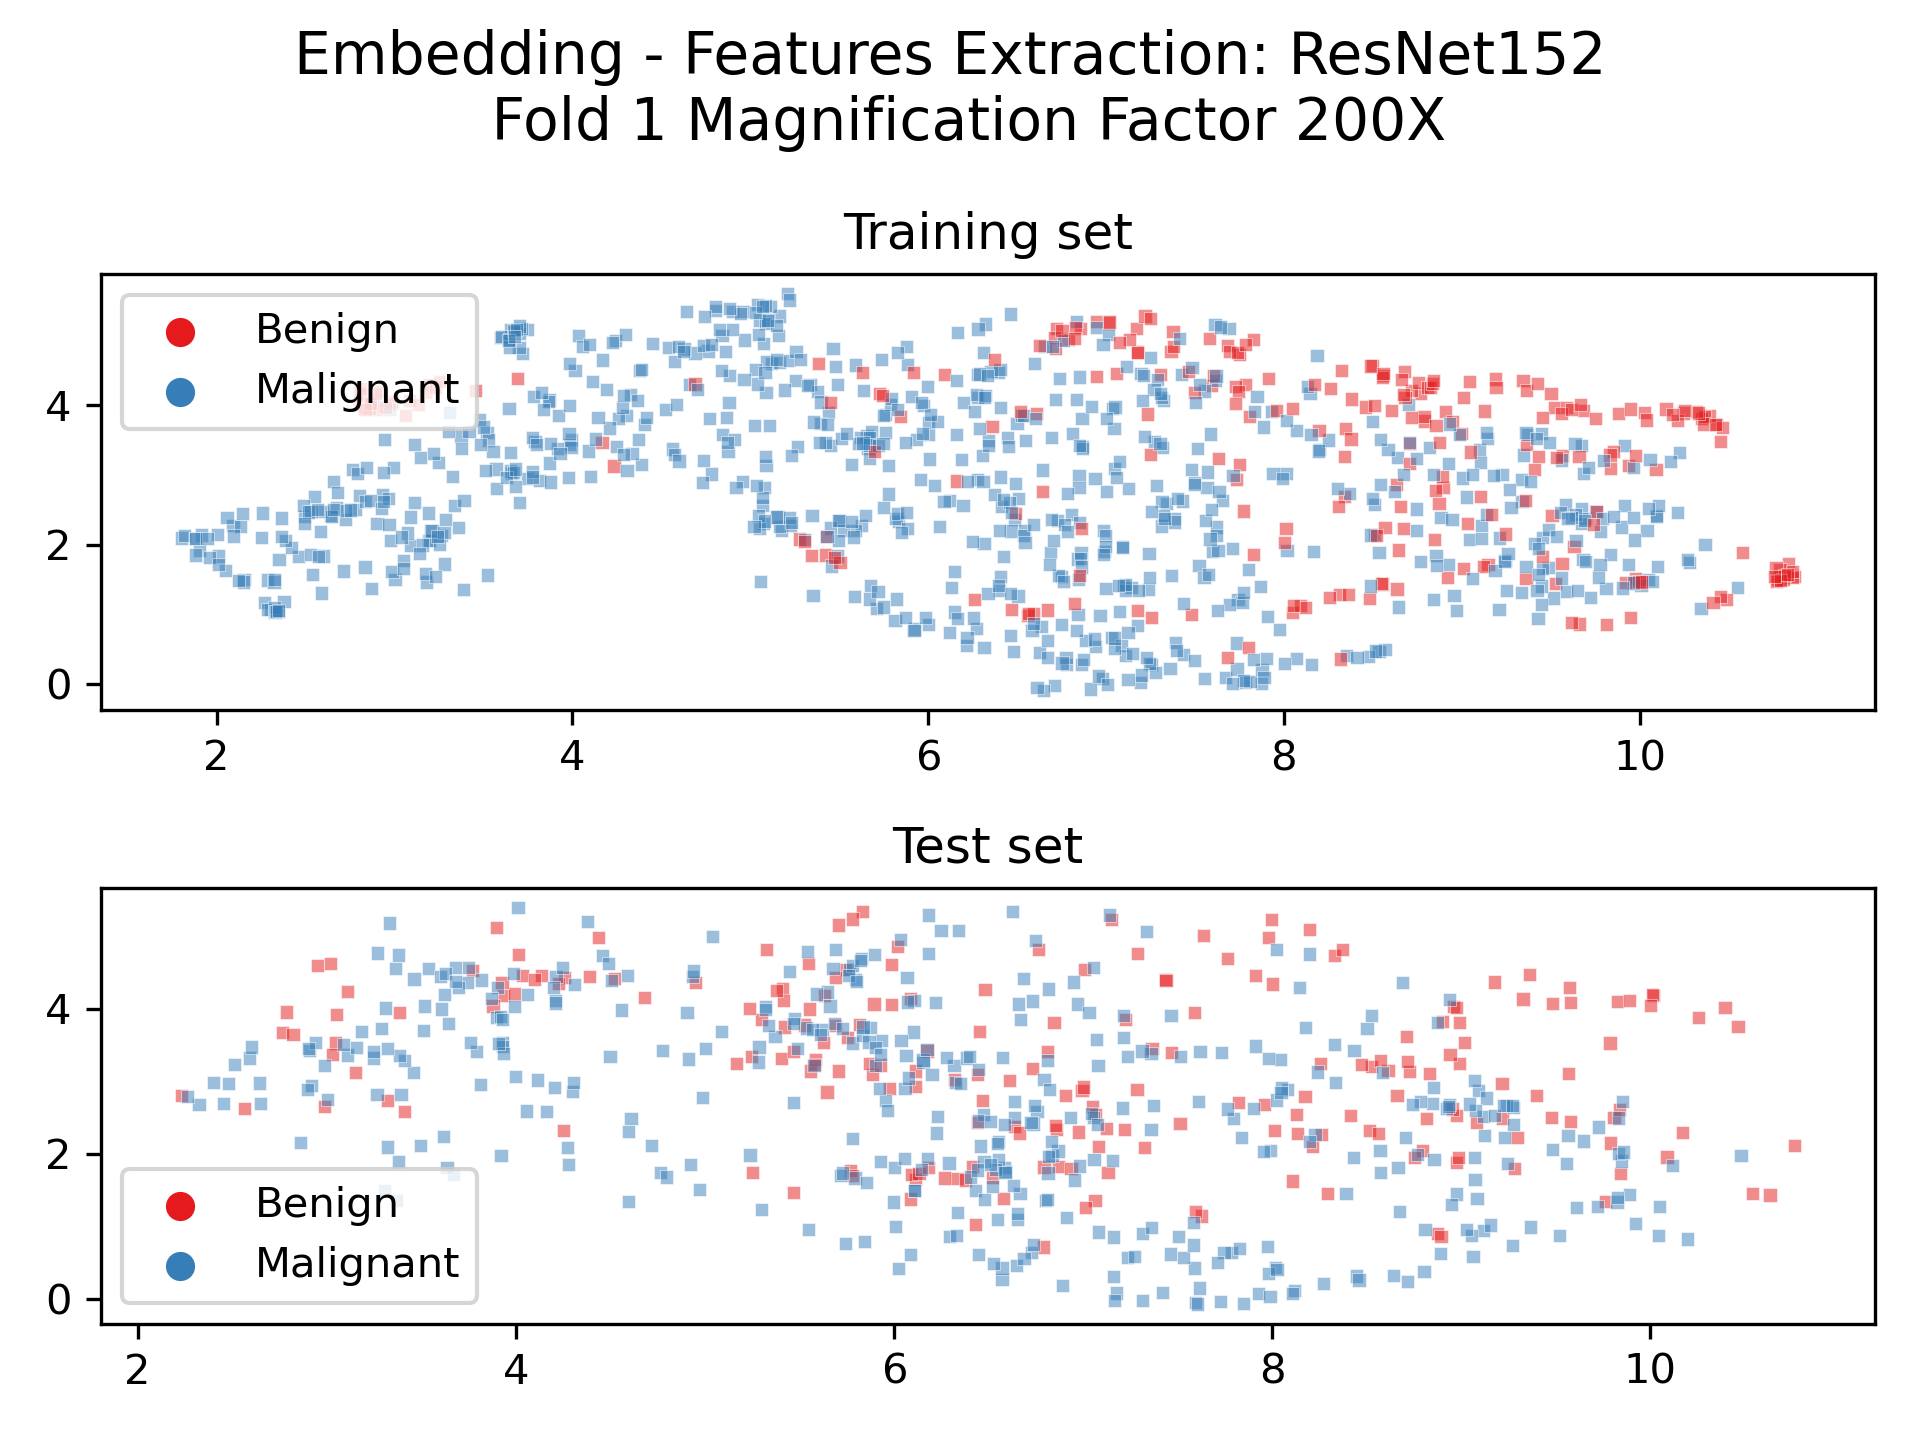 Embedding - Features Extraction: ResNet152
Fold 1 Magnification Factor 200X
Training set
Benign
Malignant
4
2
0
2 4 6 8 10
Test set
4
2
0
Benign
Malignant
2 4 6 8 10